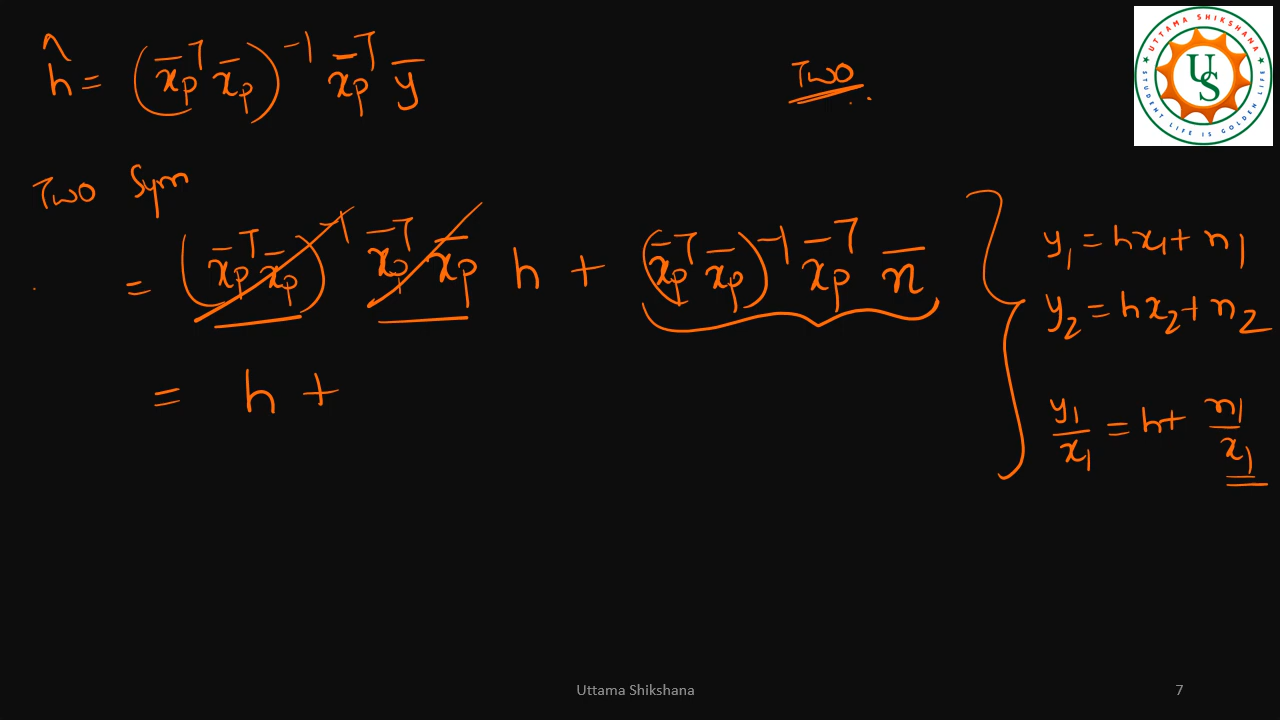 ĥ = (x̄pᵀ x̄p)⁻¹ x̄pᵀ ȳ
Two
UTTAMA SHIKSHANA
US
STUDENT LIFE IS GOLDEN LIFE
Two Sym
= (x̄pᵀ x̄p)⁻¹ x̄pᵀ x̄p h + (x̄pᵀ x̄p)⁻¹ x̄pᵀ n̄
y₁ = hx₁ + n₁
y₂ = hx₂ + n₂
= h +
y₁/x₁ = h + n₁/x₁
Uttama Shikshana
7